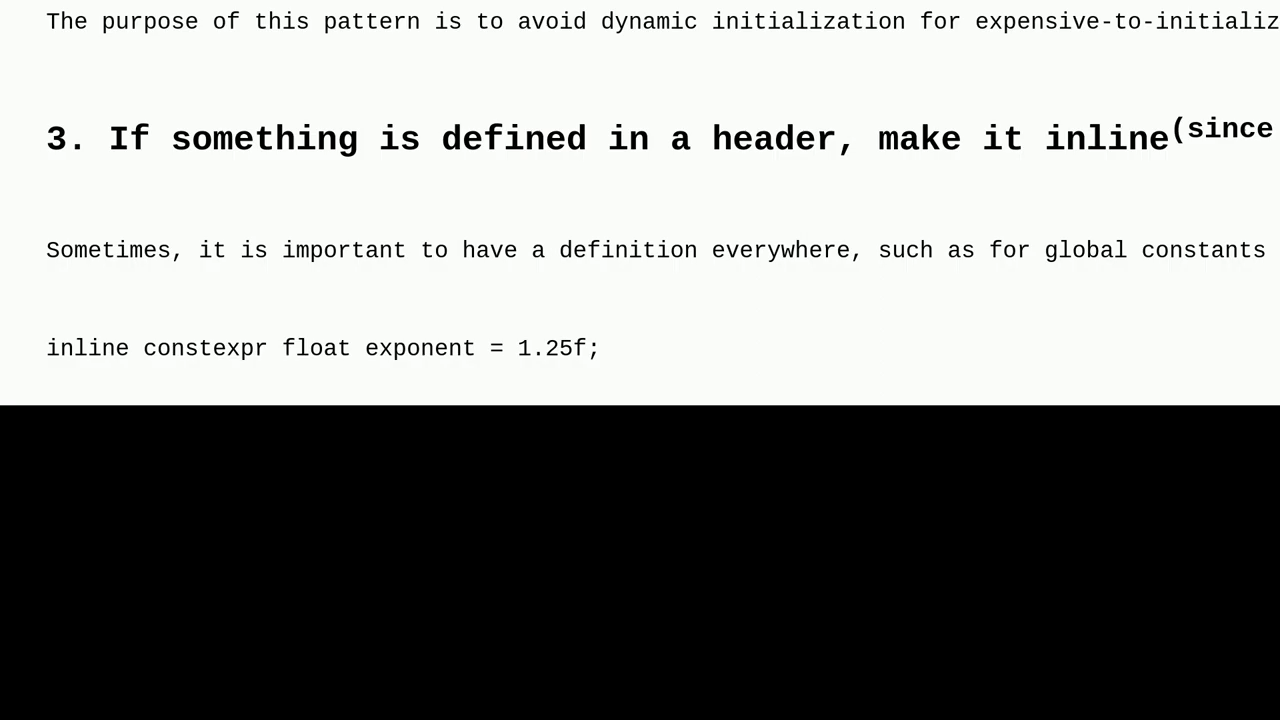 The purpose of this pattern is to avoid dynamic initialization for expensive-to-initializ
3. If something is defined in a header, make it inline(since
Sometimes, it is important to have a definition everywhere, such as for global constants
inline constexpr float exponent = 1.25f;